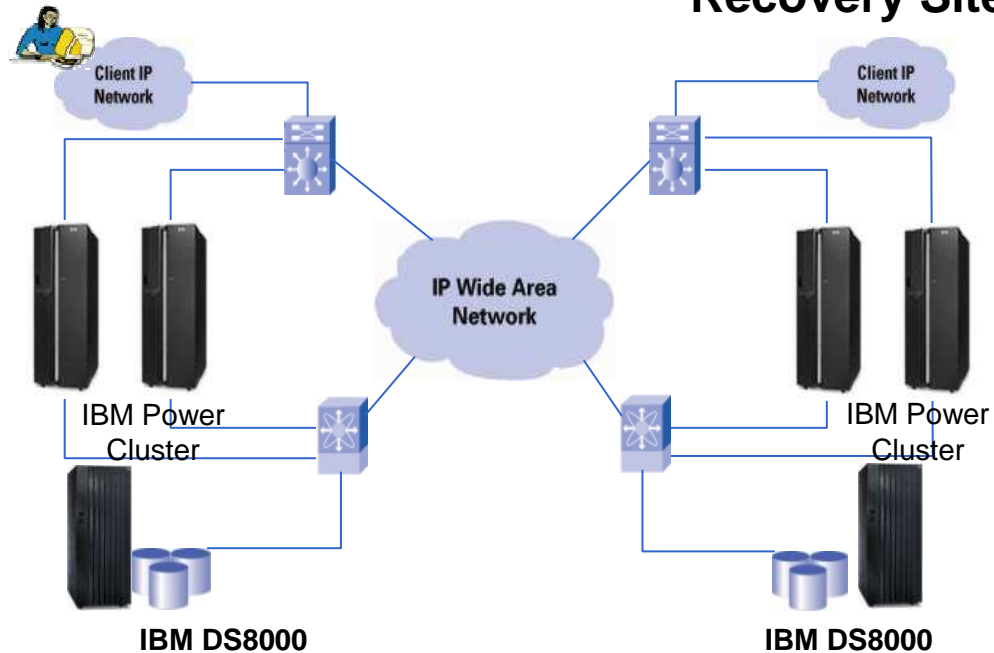 Recovery Site
Client IP
Network
Client IP
Network
IP Wide Area
Network
IBM Power
Cluster
IBM Power
Cluster
IBM DS8000
IBM DS8000